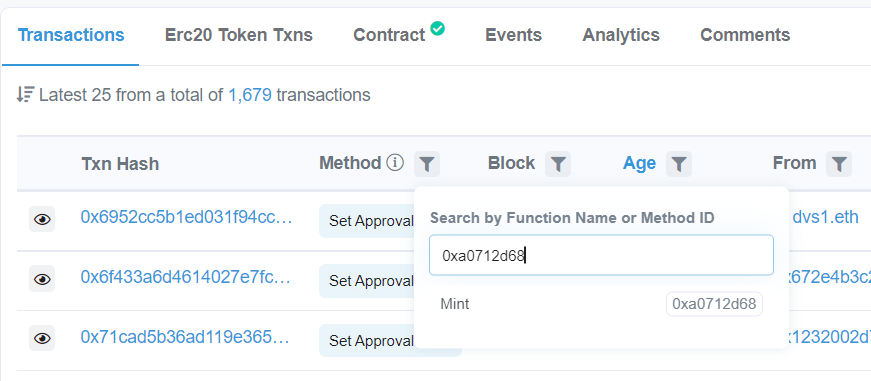 Transactions Erc20 Token Txns Contract Events Analytics Comments
Latest 25 from a total of 1,679 transactions
Txn Hash Method Block Age From
0x6952cc5b1ed031f94cc... Set Approval dvs1.eth
Search by Function Name or Method ID
0xa0712d68
0x6f433a6d4614027e7fc... Set Approval x672e4b3c2
Mint 0xa0712d68
0x71cad5b36ad119e365... Set Approval 1232002d7